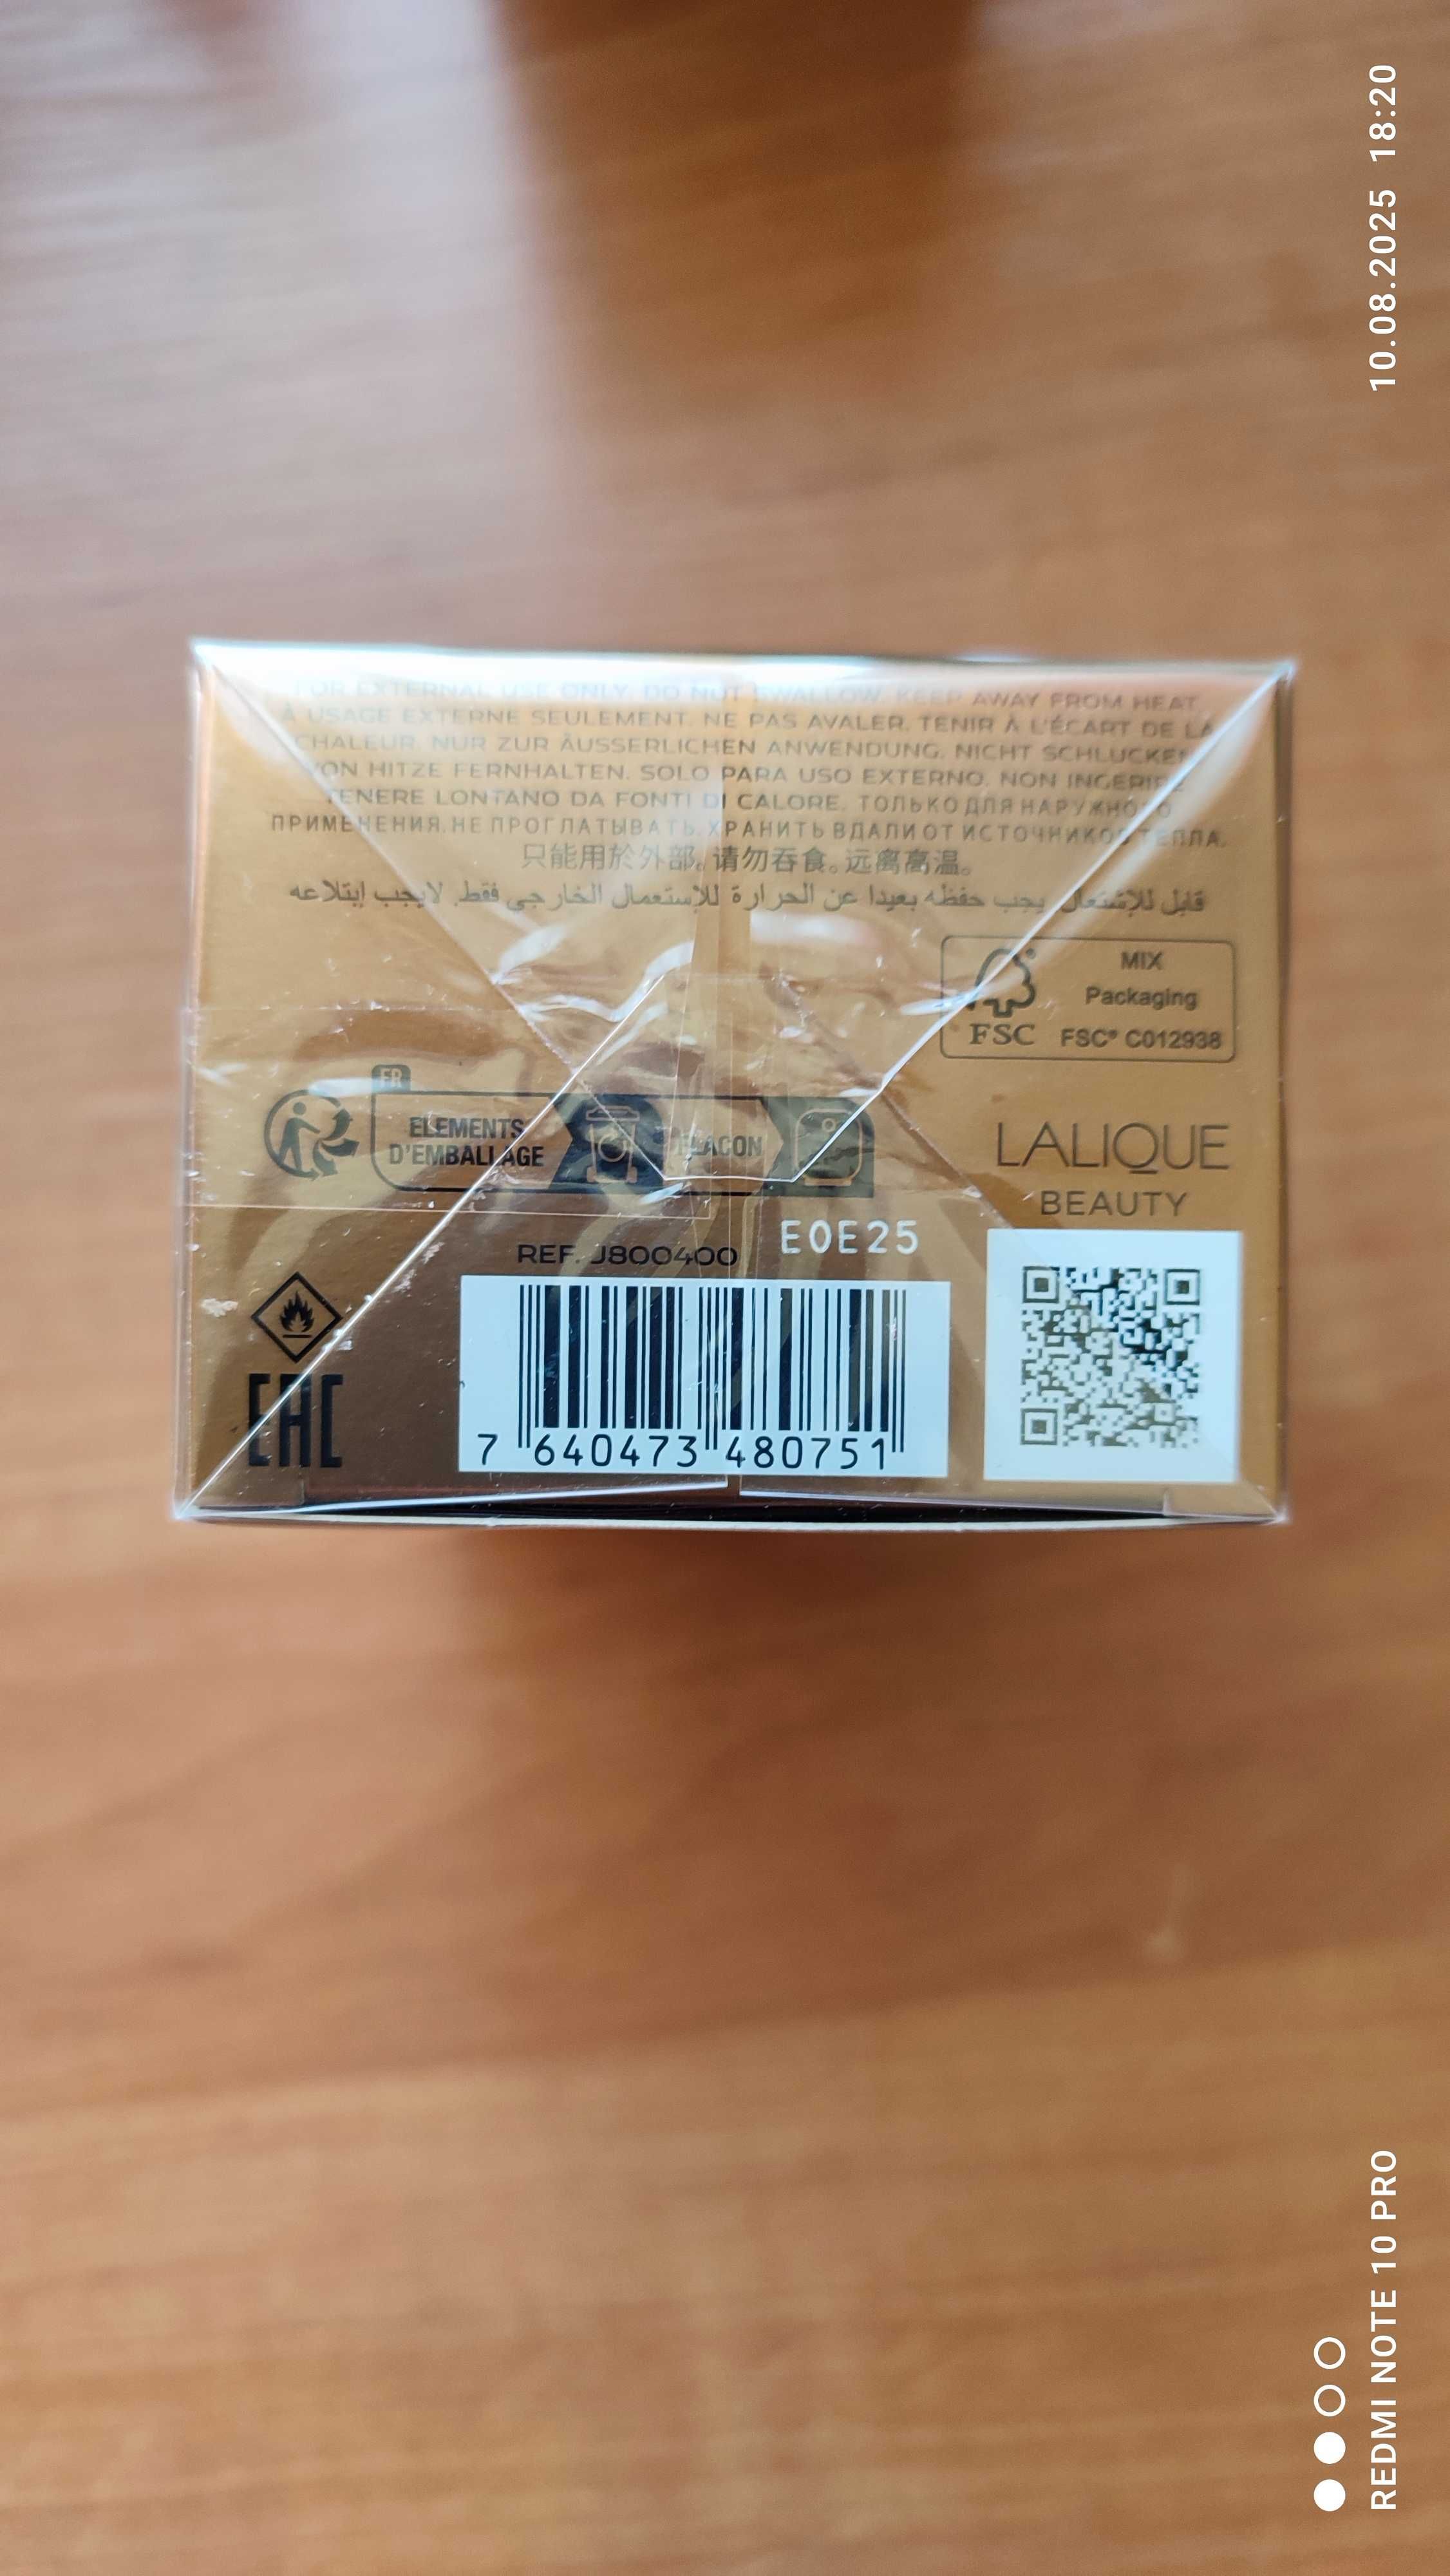 FOR EXTERNAL USE ONLY. DO NOT SWALLOW. KEEP AWAY FROM HEAT.
À USAGE EXTERNE SEULEMENT. NE PAS AVALER. TENIR À L'ÉCART DE LA
CHALEUR. NUR ZUR ÄUSSERLICHEN ANWENDUNG. NICHT SCHLUCKEN
VON HITZE FERNHALTEN. SOLO PARA USO EXTERNO. NON INGERIRE
TENERE LONTANO DA FONTI DI CALORE. ТОЛЬКО ДЛЯ НАРУЖНОГО
ПРИМЕНЕНИЯ. НЕ ПРОГЛАТЫВАТЬ. ХРАНИТЬ ВДАЛИ ОТ ИСТОЧНИКОВ ТЕПЛА.
只能用於外部。请勿吞食。远离高温。
قابل للإشتعال يجب حفظه بعيدا عن الحرارة للإستعمال الخارجي فقط. لايجب إبتلاعه
MIX
Packaging
FSC FSC® C012938
FR
ELEMENTS
D'EMBALLAGE
FLACON
LALIQUE
BEAUTY
E0E25
REF. J800400
EAC
7 640473 480751
10.08.2025 18:20
REDMI NOTE 10 PRO